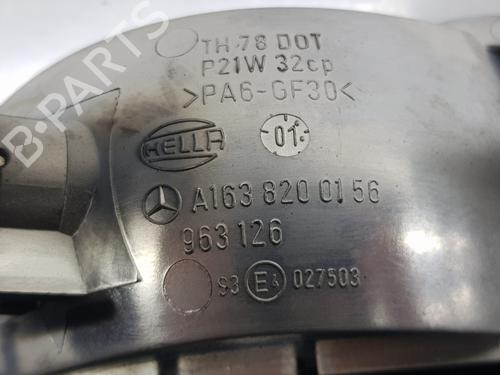 TH 78 DOT
P21W 32cp
>PA6-GF30<
01
HELLA
A163 820 01 56
963 126
S3 E4 027503
B-PARTS